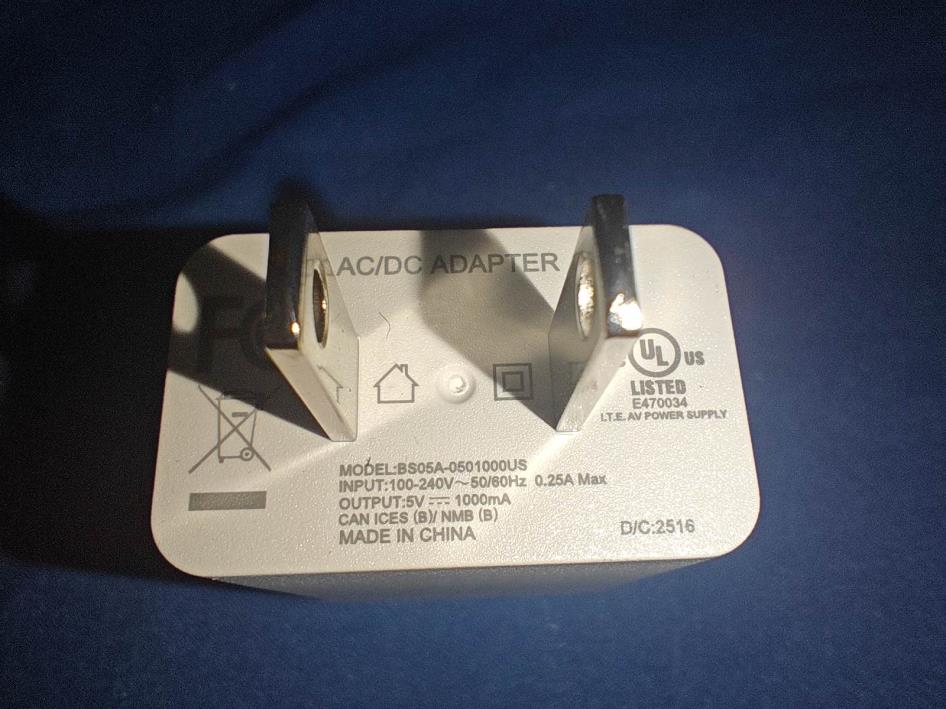 AC/DC ADAPTER
FC
UL US
LISTED
E470034
I.T.E. AV POWER SUPPLY
MODEL:BS05A-0501000US
INPUT:100-240V~50/60Hz 0.25A Max
OUTPUT:5V ⎓ 1000mA
CAN ICES (B)/ NMB (B)
MADE IN CHINA
D/C:2516